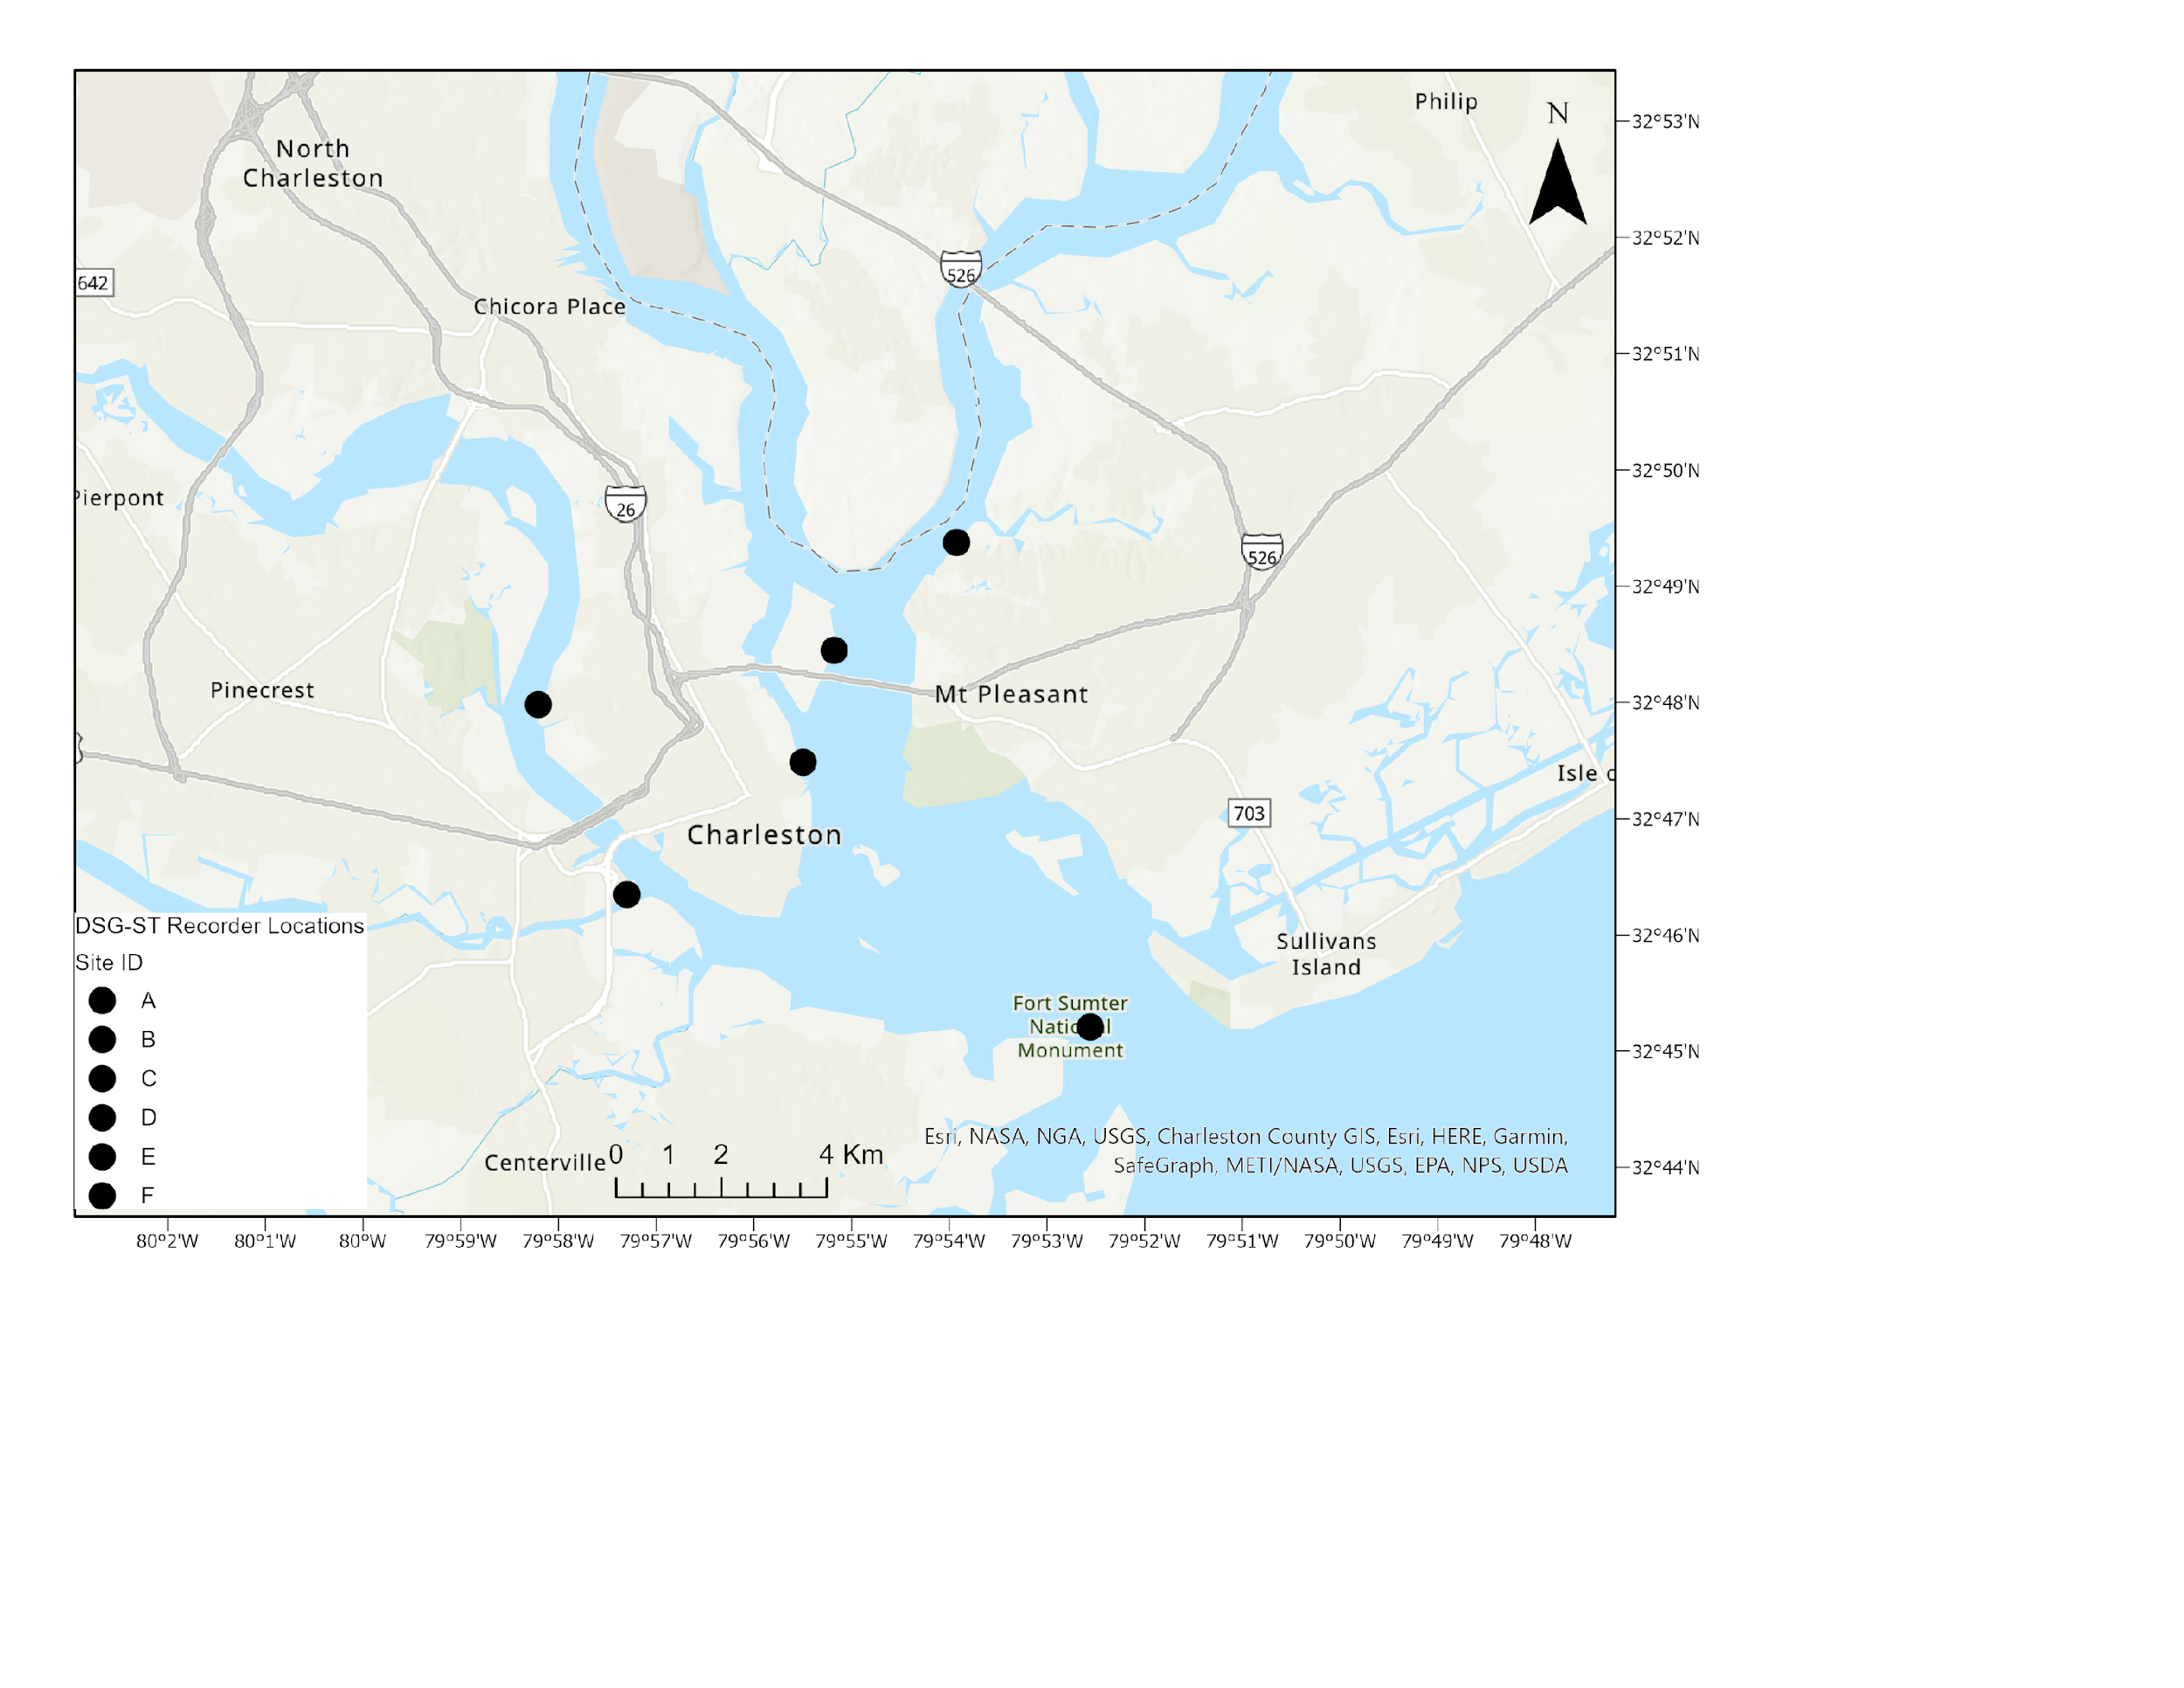 Philip
N
32°53'N
North
Charleston
32°52'N
526
642
Chicora Place
32°51'N
32°50'N
Pierpont
26
526
32°49'N
Pinecrest
Mt Pleasant
32°48'N
Isle o
703
32°47'N
Charleston
DSG-ST Recorder Locations
Sullivans
Island
32°46'N
Site ID
A
Fort Sumter
National
Monument
B
32°45'N
C
D
Esri, NASA, NGA, USGS, Charleston County GIS, Esri, HERE, Garmin,
SafeGraph, METI/NASA, USGS, EPA, NPS, USDA
E
Centerville
0 1 2 4 Km
32°44'N
F
80°2'W 80°1'W 80°W 79°59'W 79°58'W 79°57'W 79°56'W 79°55'W 79°54'W 79°53'W 79°52'W 79°51'W 79°50'W 79°49'W 79°48'W